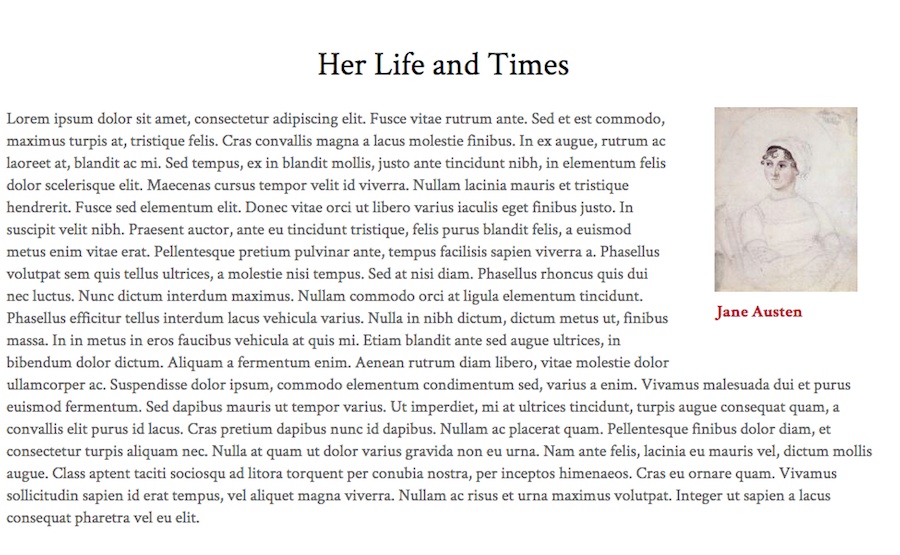 Her Life and Times
Lorem ipsum dolor sit amet, consectetur adipiscing elit. Fusce vitae rutrum ante. Sed et est commodo,
maximus turpis at, tristique felis. Cras convallis magna a lacus molestie finibus. In ex augue, rutrum ac
laoreet at, blandit ac mi. Sed tempus, ex in blandit mollis, justo ante tincidunt nibh, in elementum felis
dolor scelerisque elit. Maecenas cursus tempor velit id viverra. Nullam lacinia mauris et tristique
hendrerit. Fusce sed elementum elit. Donec vitae orci ut libero varius iaculis eget finibus justo. In
suscipit velit nibh. Praesent auctor, ante eu tincidunt tristique, felis purus blandit felis, a euismod
metus enim vitae erat. Pellentesque pretium pulvinar ante, tempus facilisis sapien viverra a. Phasellus
volutpat sem quis tellus ultrices, a molestie nisi tempus. Sed at nisi diam. Phasellus rhoncus quis dui
nec luctus. Nunc dictum interdum maximus. Nullam commodo orci at ligula elementum tincidunt.
Phasellus efficitur tellus interdum lacus vehicula varius. Nulla in nibh dictum, dictum metus ut, finibus
massa. In in metus in eros faucibus vehicula at quis mi. Etiam blandit ante sed augue ultrices, in
bibendum dolor dictum. Aliquam a fermentum enim. Aenean rutrum diam libero, vitae molestie dolor
ullamcorper ac. Suspendisse dolor ipsum, commodo elementum condimentum sed, varius a enim. Vivamus malesuada dui et purus
euismod fermentum. Sed dapibus mauris ut tempor varius. Ut imperdiet, mi at ultrices tincidunt, turpis augue consequat quam, a
convallis elit purus id lacus. Cras pretium dapibus nunc id dapibus. Nullam ac placerat quam. Pellentesque finibus dolor diam, et
consectetur turpis aliquam nec. Nulla at quam ut dolor varius gravida non eu urna. Nam ante felis, lacinia eu mauris vel, dictum mollis
augue. Class aptent taciti sociosqu ad litora torquent per conubia nostra, per inceptos himenaeos. Cras eu ornare quam. Vivamus
sollicitudin sapien id erat tempus, vel aliquet magna viverra. Nullam ac risus et urna maximus volutpat. Integer ut sapien a lacus
consequat pharetra vel eu elit.
Jane Austen